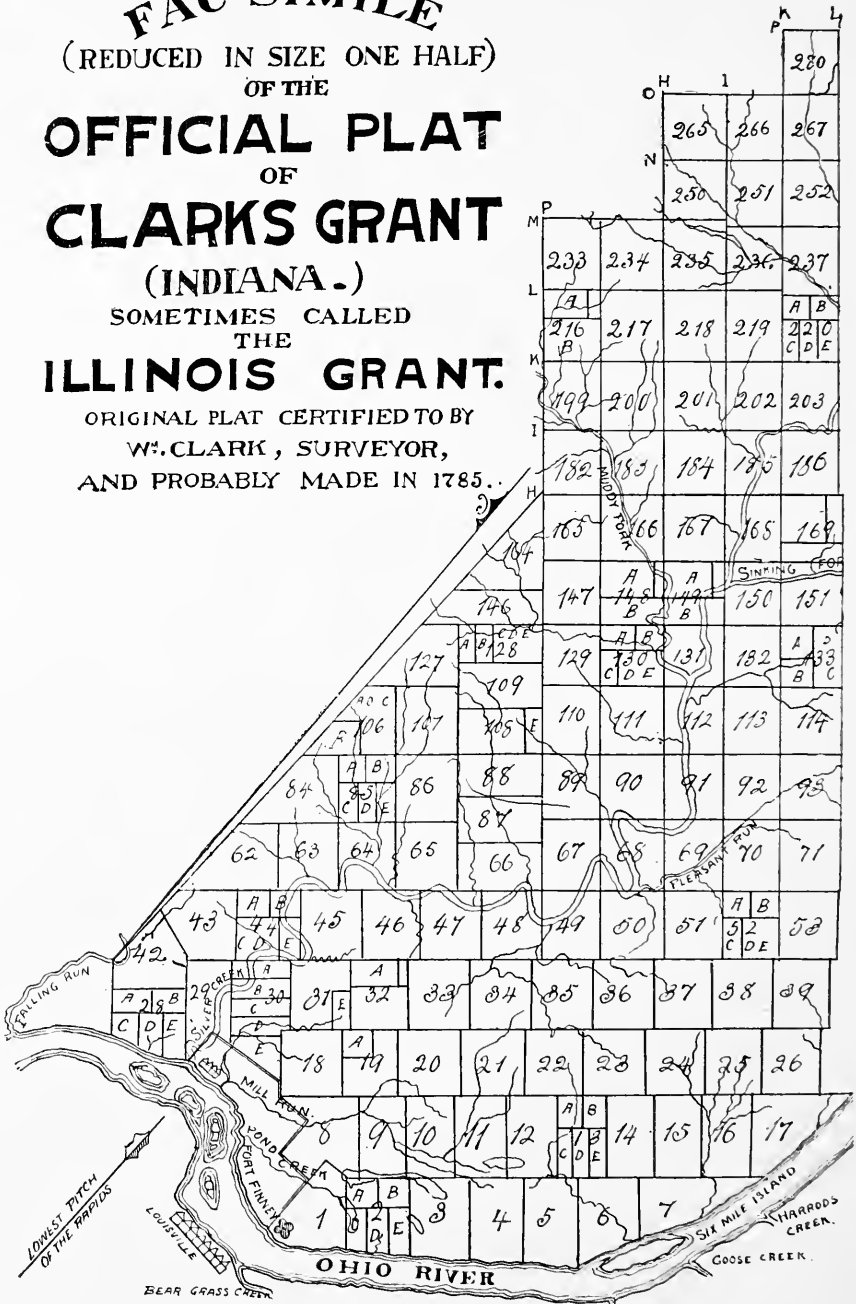 FAC SIMILE
(REDUCED IN SIZE ONE HALF)
OF THE
OFFICIAL PLAT
OF
CLARKS GRANT
(INDIANA.)
SOMETIMES CALLED
THE
ILLINOIS GRANT.
ORIGINAL PLAT CERTIFIED TO BY
Wm. CLARK, SURVEYOR,
AND PROBABLY MADE IN 1785.
K L
P
280
O H I
265 266 267
N
250 251 252
P J
M
233 234 235 236 237
L
A A B
216 217 218 219 220
B C D E
K
199 200 201 202 203
I
182 183 184 185 186
MUDDY FORK
H
164 165 166 167 168 169
SINKING FOR
A A
146 147 148 149 150 151
B B
A B C D E A B A
127 128 129 130 131 132 133
C D E B C
109
A C
106 107 108 E 110 111 112 113 114
A B
84 85 86 88 89 90 91 92 93
C D E
87
62 63 64 65 66 67 68 69 70 71
PLEASANT RUN
A B A B
43 44 45 46 47 48 49 50 51 52 53
C D E C D E
42
FALLING RUN
A B
28
C D E
29
SILVER CREEK
A
B 30
C
D
E
31 E
A
32 33 34 35 36 37 38 39
A
18 19 20 21 22 23 24 25 26
MILL RUN.
A B
8 9 10 11 12 13 14 15 16 17
C D E
POND CREEK
FORT FINNEY
A B
1 2 3 4 5 6 7
D E
SIX MILE ISLAND
HARRODS
CREEK.
GOOSE CREEK.
LOWEST PITCH
OF THE RAPIDS
LOUISVILLE
OHIO RIVER
BEAR GRASS CREEK